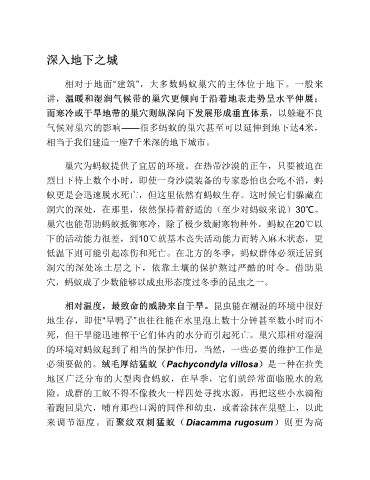 深入地下之城
相对于地面“建筑”，大多数蚂蚁巢穴的主体位于地下。一般来
讲，温暖和湿润气候带的巢穴更倾向于沿着地表走势呈水平伸展；
而寒冷或干旱地带的巢穴则纵深向下发展形成垂直体系，以躲避不良
气候对巢穴的影响——很多蚂蚁的巢穴甚至可以延伸到地下达4米，
相当于我们建造一座7千米深的地下城市。
巢穴为蚂蚁提供了宜居的环境。在热带沙漠的正午，只要被迫在
烈日下待上数个小时，即使一身沙漠装备的专家恐怕也会吃不消，蚂
蚁更是会迅速脱水死亡，但这里依然有蚂蚁生存。这时候它们躲藏在
洞穴的深处，在那里，依然保持着舒适的（至少对蚂蚁来说）30℃。
巢穴也能帮助蚂蚁抵御寒冷，除了极少数耐寒物种外，蚂蚁在20℃以
下的活动能力很差，到10℃就基本丧失活动能力而转入麻木状态，更
低温下则可能引起冻伤和死亡。在北方的冬季，蚂蚁群体必须迁居到
洞穴的深处冻土层之下，依靠土壤的保护熬过严酷的时令。借助巢
穴，蚂蚁成了少数能够以成虫形态度过冬季的昆虫之一。
相对温度，最致命的威胁来自干旱。昆虫能在潮湿的环境中很好
地生存，即使“旱鸭子”也往往能在水里泡上数十分钟甚至数小时而不
死，但干旱能迅速榨干它们体内的水分而引起死亡。巢穴那相对湿润
的环境对蚂蚁起到了相当的保护作用，当然，一些必要的维护工作是
必须要做的。绒毛厚结猛蚁（Pachycondyla villosa）是一种在拉美
地区广泛分布的大型肉食蚂蚁，在旱季，它们就经常面临脱水的危
险。成群的工蚁不得不像救火一样四处寻找水源，再把这些小水滴衔
着跑回巢穴，哺育那些口渴的同伴和幼虫，或者涂抹在巢壁上，以此
来调节湿度。而聚纹双刺猛蚁（Diacamma rugosum）则更为高